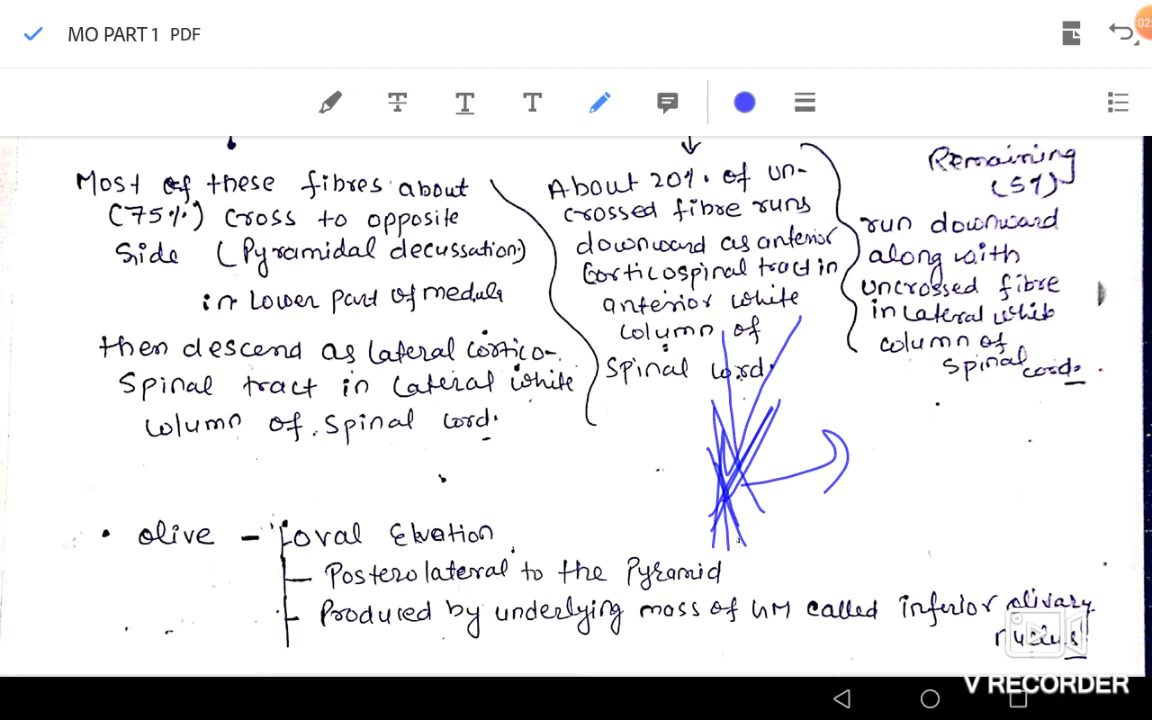 MO PART 1 PDF
02:
Most of these fibres about
(75%) cross to opposite
Side (Pyramidal decussation)
in Lower part of medula
then descend as lateral cortico-
spinal tract in lateral white
column of spinal cord.
About 20% of un-
crossed fibre runs
downward as anterior
Corticospinal tract in
anterior white
column of
spinal cord.
Remaining
(5%)
run downward
along with
uncrossed fibre
in lateral white
column of
spinal cord.
• olive - oval Elevation
- Posterolateral to the Pyramid
- Produced by underlying mass of GM called inferior olivary
nucleus
V RECORDER